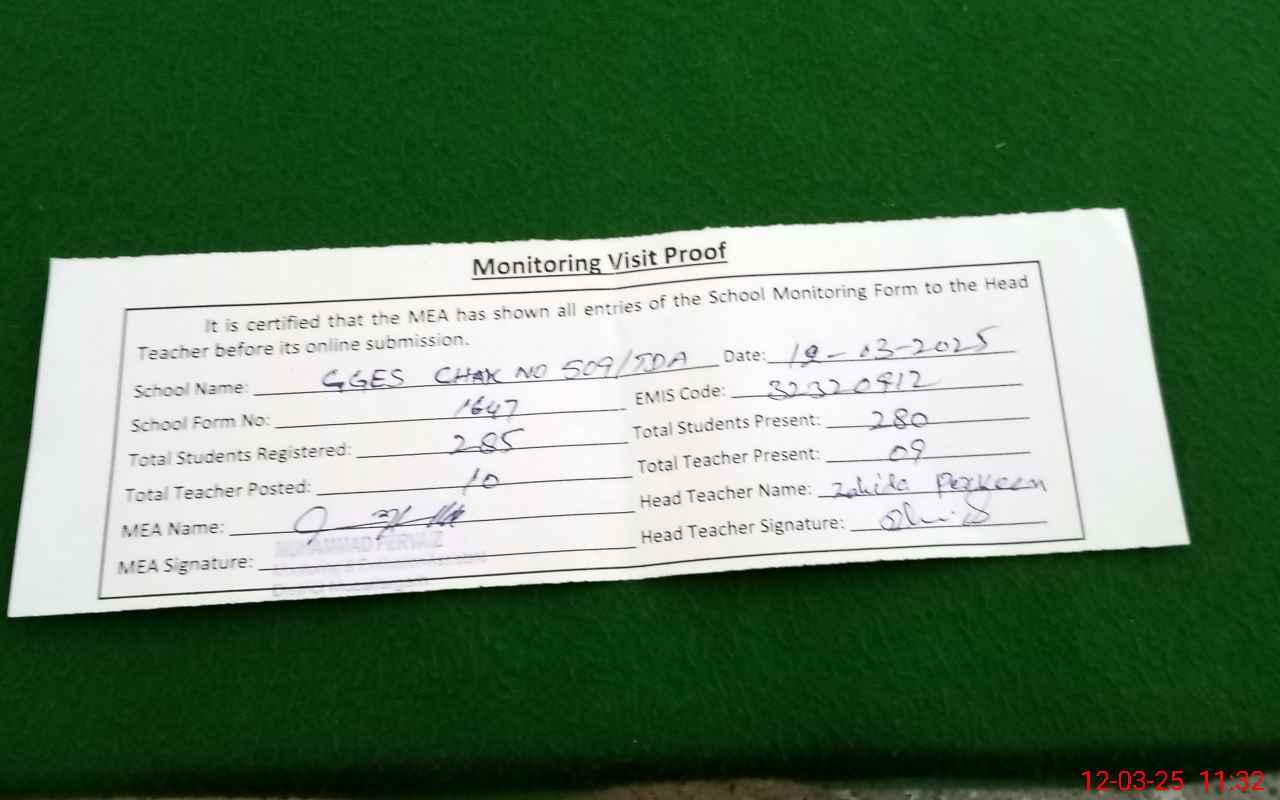 Monitoring Visit Proof
It is certified that the MEA has shown all entries of the School Monitoring Form to the Head
Teacher before its online submission.
School Name: GGES CHAK NO 509/TDA Date: 12-03-2025
School Form No: 1647 EMIS Code: 32320912
Total Students Registered: 285 Total Students Present: 280
Total Teacher Posted: 10 Total Teacher Present: 09
MEA Name: Head Teacher Name: Zahida Perveen
MEA Signature: Head Teacher Signature:
MUHAMMAD PERVAIZ
12-03-25 11:32